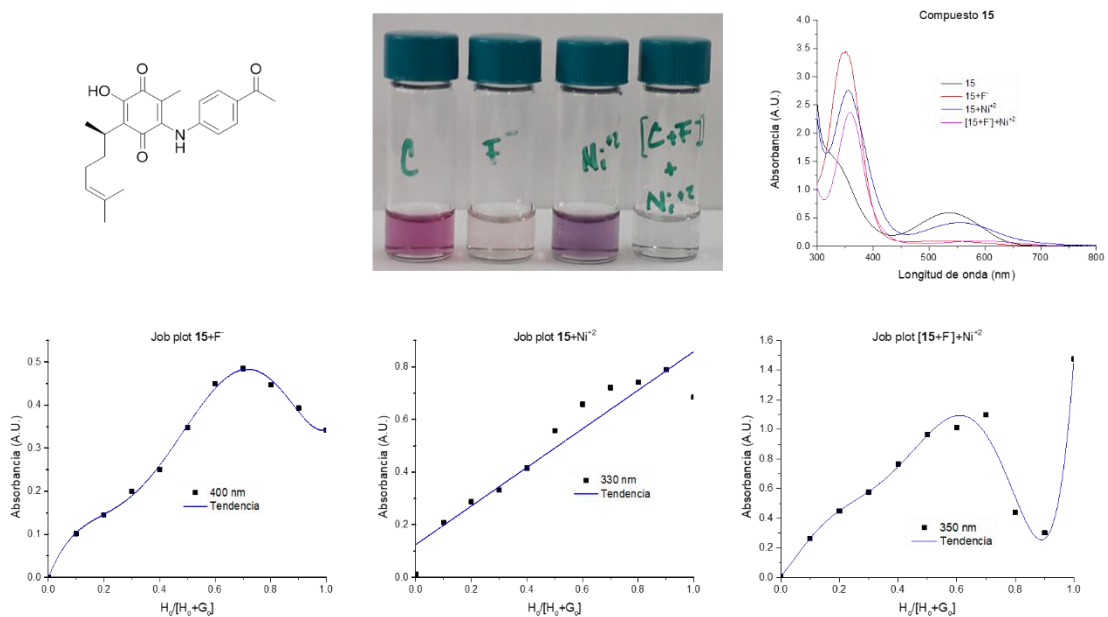 O
HO
O
N
H
O
C
F⁻
Ni⁺²
[C+F]
+
Ni⁺²
Compuesto 15
4.0
3.5
3.0
2.5
2.0
1.5
1.0
0.5
0.0
Absorbancia (A.U.)
15
15+F⁻
15+Ni⁺²
[15+F⁻]+Ni⁺²
300 400 500 600 700 800
Longitud de onda (nm)
Job plot 15+F⁻
0.5
0.4
0.3
0.2
0.1
0.0
Absorbancia (A.U.)
400 nm
Tendencia
0.0 0.2 0.4 0.6 0.8 1.0
H₀/[H₀+G₀]
Job plot 15+Ni⁺²
0.8
0.6
0.4
0.2
0.0
Absorbancia (A.U.)
330 nm
Tendencia
0.0 0.2 0.4 0.6 0.8 1.0
H₀/[H₀+G₀]
Job plot [15+F⁻]+Ni⁺²
1.6
1.4
1.2
1.0
0.8
0.6
0.4
0.2
0.0
Absorbancia (A.U.)
350 nm
Tendencia
0.0 0.2 0.4 0.6 0.8 1.0
H₀/[H₀+G₀]